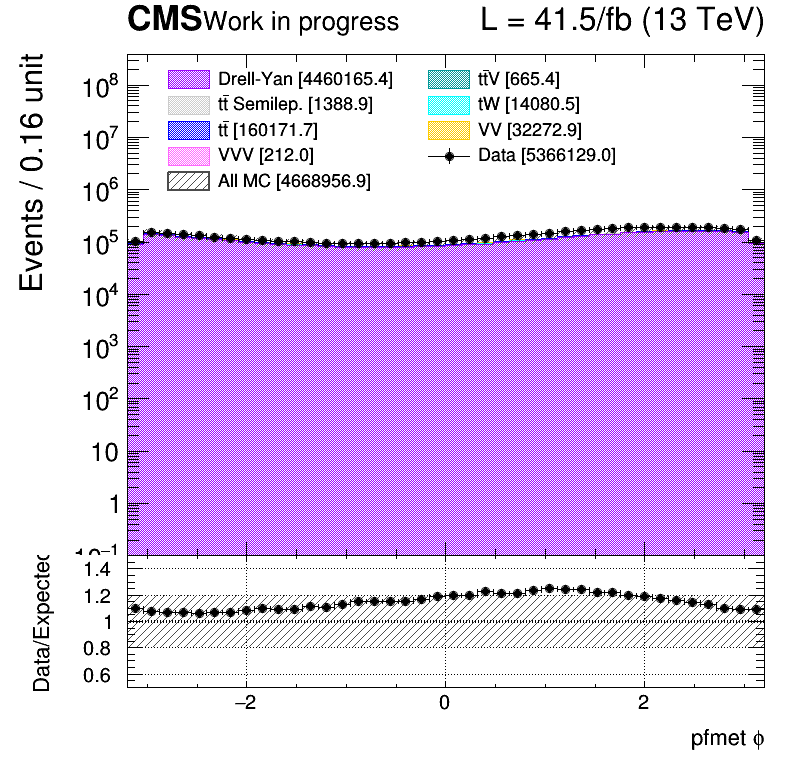 CMS Work in progress L = 41.5/fb (13 TeV)
Events / 0.16 unit
Drell-Yan [4460165.4]
tt̄V [665.4]
tt̄ Semilep. [1388.9]
tW [14080.5]
tt̄ [160171.7]
VV [32272.9]
VVV [212.0]
Data [5366129.0]
All MC [4668956.9]
10⁸
10⁷
10⁶
10⁵
10⁴
10³
10²
10
1
10⁻¹
Data/Expected
1.4
1.2
1
0.8
0.6
−2 0 2
pfmet ϕ